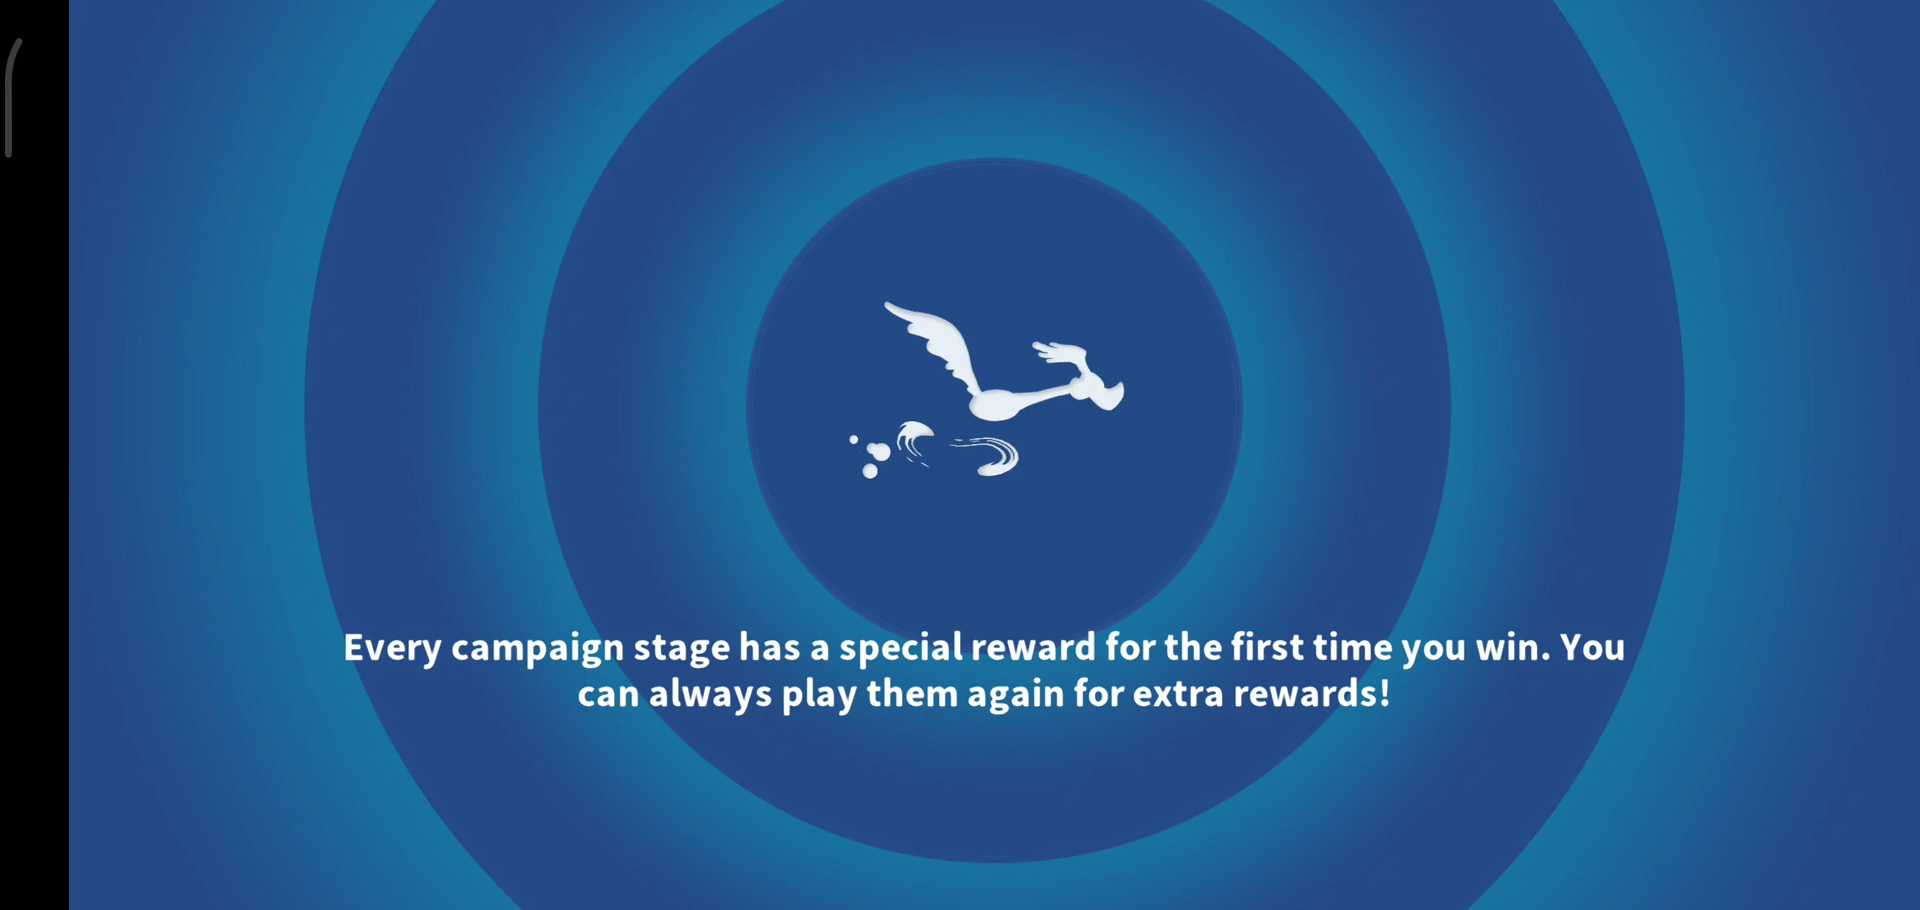 Every campaign stage has a special reward for the first time you win. You
can always play them again for extra rewards!